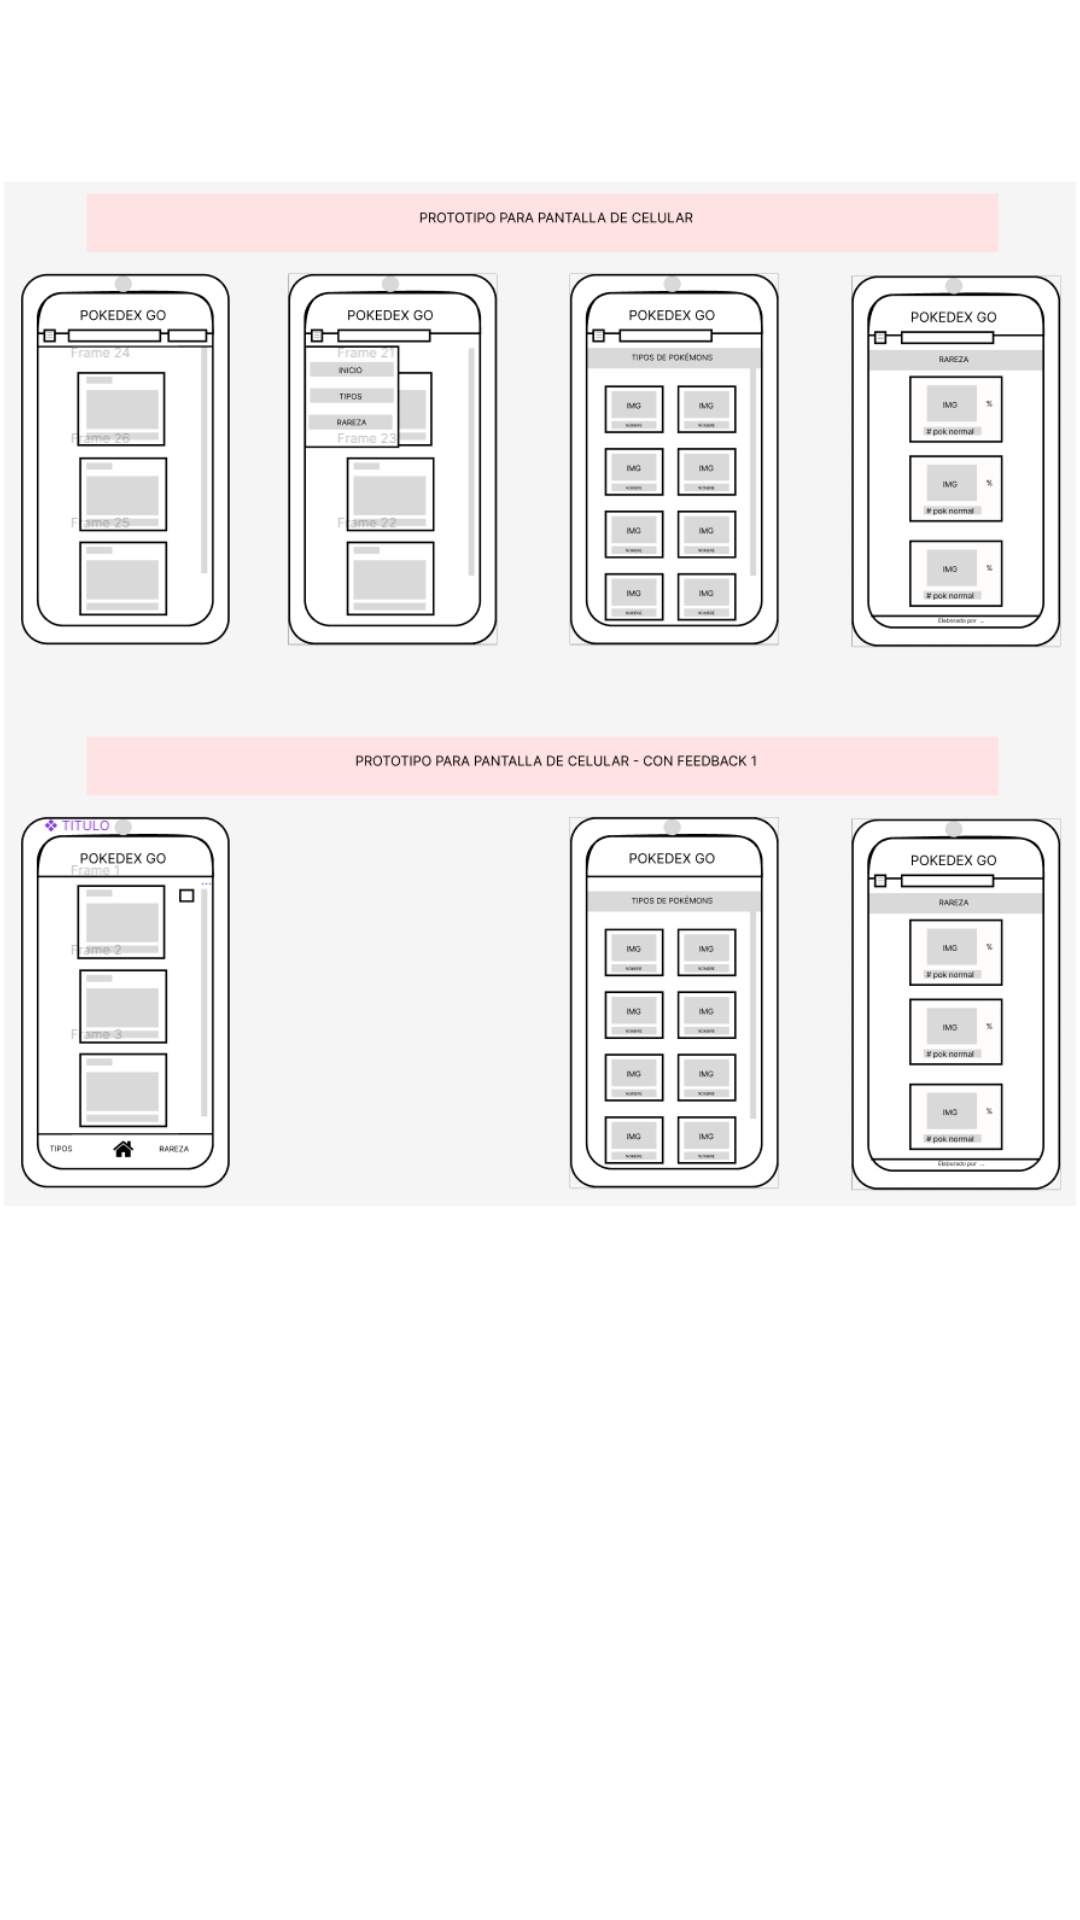 PROTOTIPO PARA PANTALLA DE CELULAR
POKEDEX GO
Frame 24
Frame 26
Frame 25
POKEDEX GO
Frame 21
INICIO
TIPOS
RAREZA
Frame 23
Frame 22
POKEDEX GO
TIPOS DE POKÉMONS
IMG
IMG
NOMBRE
NOMBRE
IMG
IMG
NOMBRE
NOMBRE
IMG
IMG
NOMBRE
NOMBRE
IMG
IMG
NOMBRE
NOMBRE
POKEDEX GO
RAREZA
IMG
%
# pok normal
IMG
%
# pok normal
IMG
%
# pok normal
Elaborado por ...
PROTOTIPO PARA PANTALLA DE CELULAR - CON FEEDBACK 1
TITULO
POKEDEX GO
Frame 1
Frame 2
Frame 3
TIPOS
RAREZA
POKEDEX GO
TIPOS DE POKÉMONS
IMG
IMG
NOMBRE
NOMBRE
IMG
IMG
NOMBRE
NOMBRE
IMG
IMG
NOMBRE
NOMBRE
IMG
IMG
NOMBRE
NOMBRE
POKEDEX GO
RAREZA
IMG
%
# pok normal
IMG
%
# pok normal
IMG
%
# pok normal
Elaborado por ...